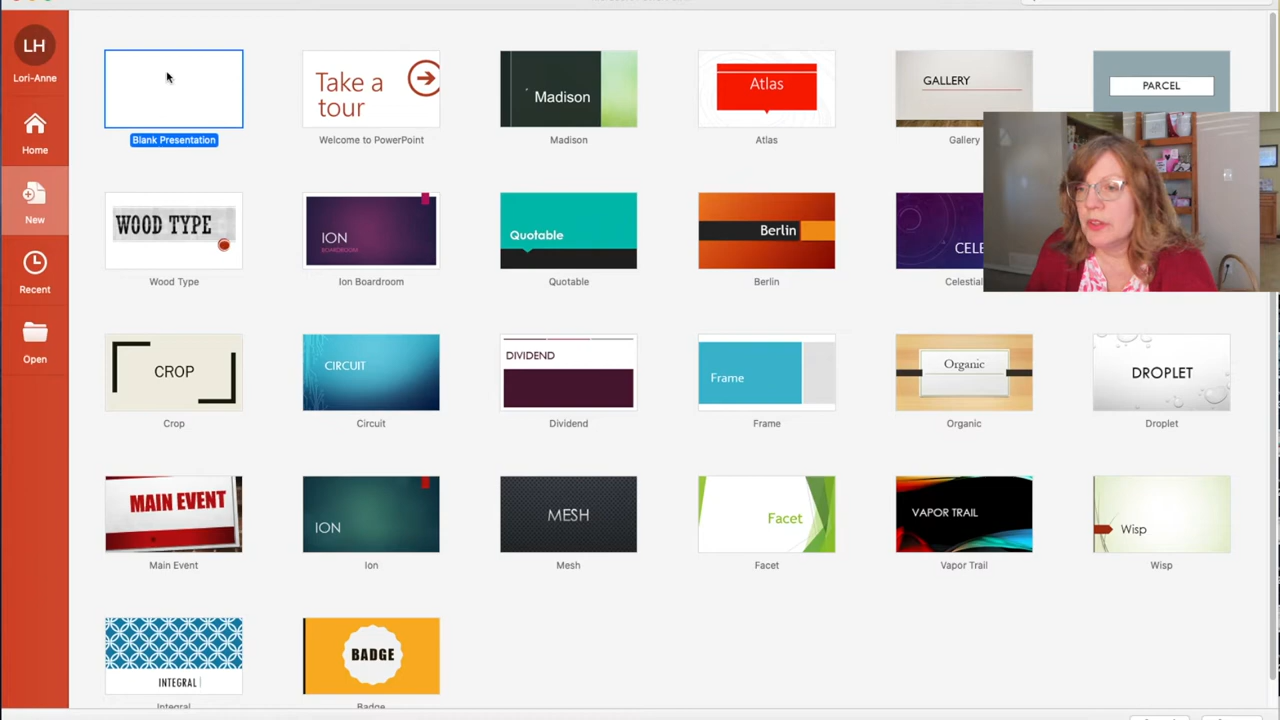 LH
Lori-Anne
Home
New
Recent
Open
Blank Presentation
Take a
tour
Welcome to PowerPoint
Madison
Madison
Atlas
Atlas
GALLERY
Gallery
PARCEL
WOOD TYPE
Wood Type
ION
BOARDROOM
Ion Boardroom
Quotable
Quotable
Berlin
Berlin
CELE
Celestial
CROP
Crop
CIRCUIT
Circuit
DIVIDEND
Dividend
Frame
Frame
Organic
Organic
DROPLET
Droplet
MAIN EVENT
Main Event
ION
Ion
MESH
Mesh
Facet
Facet
VAPOR TRAIL
Vapor Trail
Wisp
Wisp
INTEGRAL
Integral
BADGE
Badge